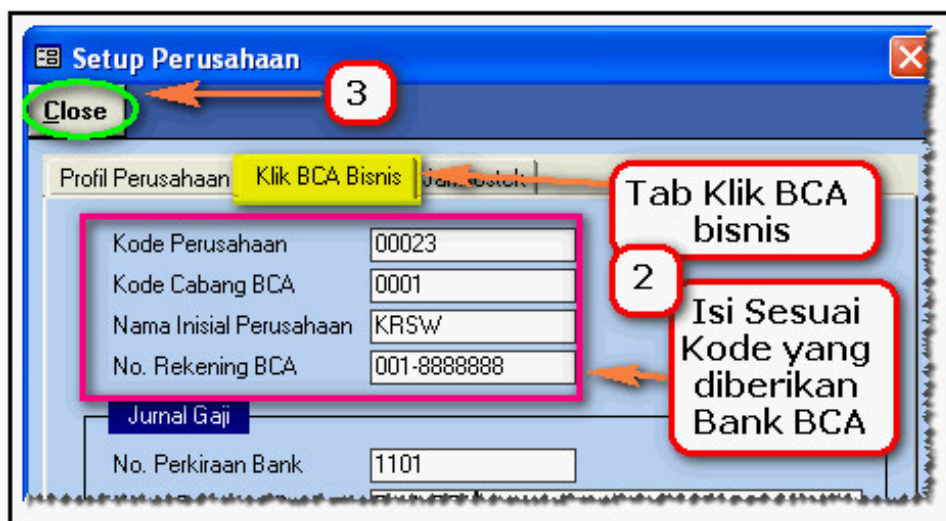 Setup Perusahaan
Close
3
Profil Perusahaan
Klik BCA Bisnis
Tab Klik BCA
bisnis
Kode Perusahaan 00023
Kode Cabang BCA 0001
Nama Inisial Perusahaan KRSW
No. Rekening BCA 001-8888888
2
Isi Sesuai
Kode yang
diberikan
Bank BCA
Jurnal Gaji
No. Perkiraan Bank 1101